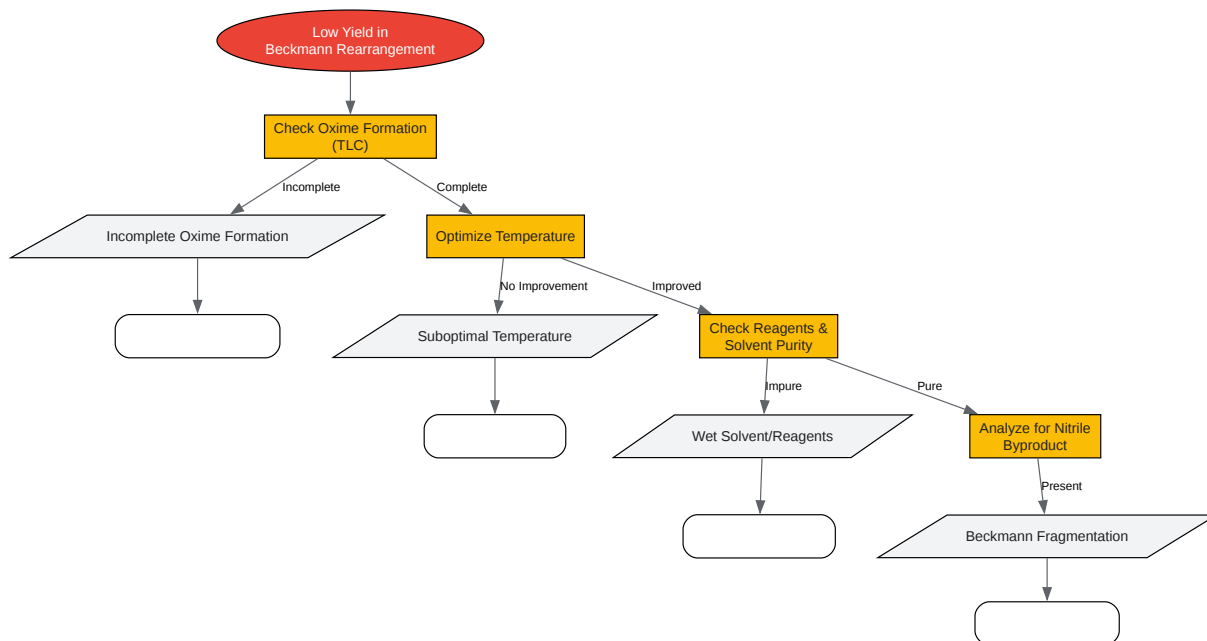 Low Yield in
Beckmann Rearrangement
Check Oxime Formation
(TLC)
Incomplete
Complete
Incomplete Oxime Formation
Optimize Temperature
No Improvement
Improved
Suboptimal Temperature
Check Reagents &
Solvent Purity
Impure
Pure
Wet Solvent/Reagents
Analyze for Nitrile
Byproduct
Present
Beckmann Fragmentation